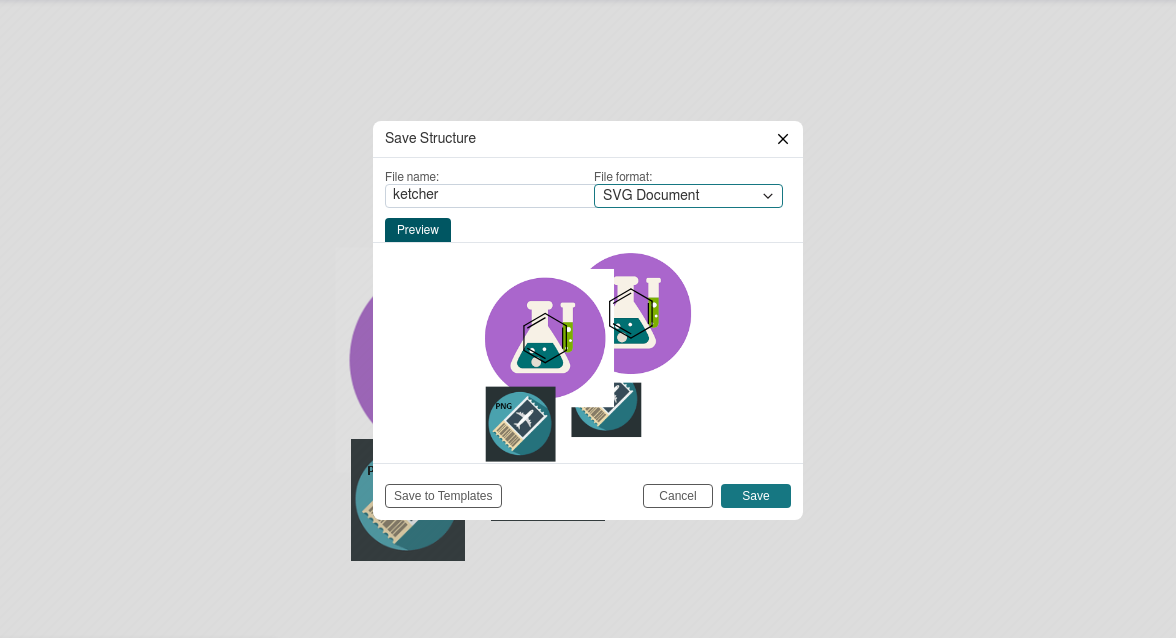 Save Structure
File name:
File format:
ketcher
SVG Document
Preview
PNG
Save to Templates
Cancel
Save